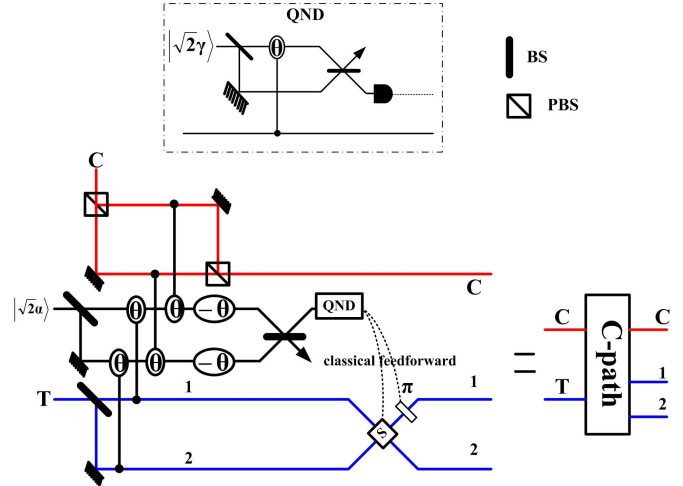 QND
|√2γ⟩
θ
BS
PBS
C
|√2α⟩
θ
θ
−θ
QND
C
θ
θ
−θ
classical feedforward
T
1
π
1
S
2
2
=
C
C
C-path
T
1
2